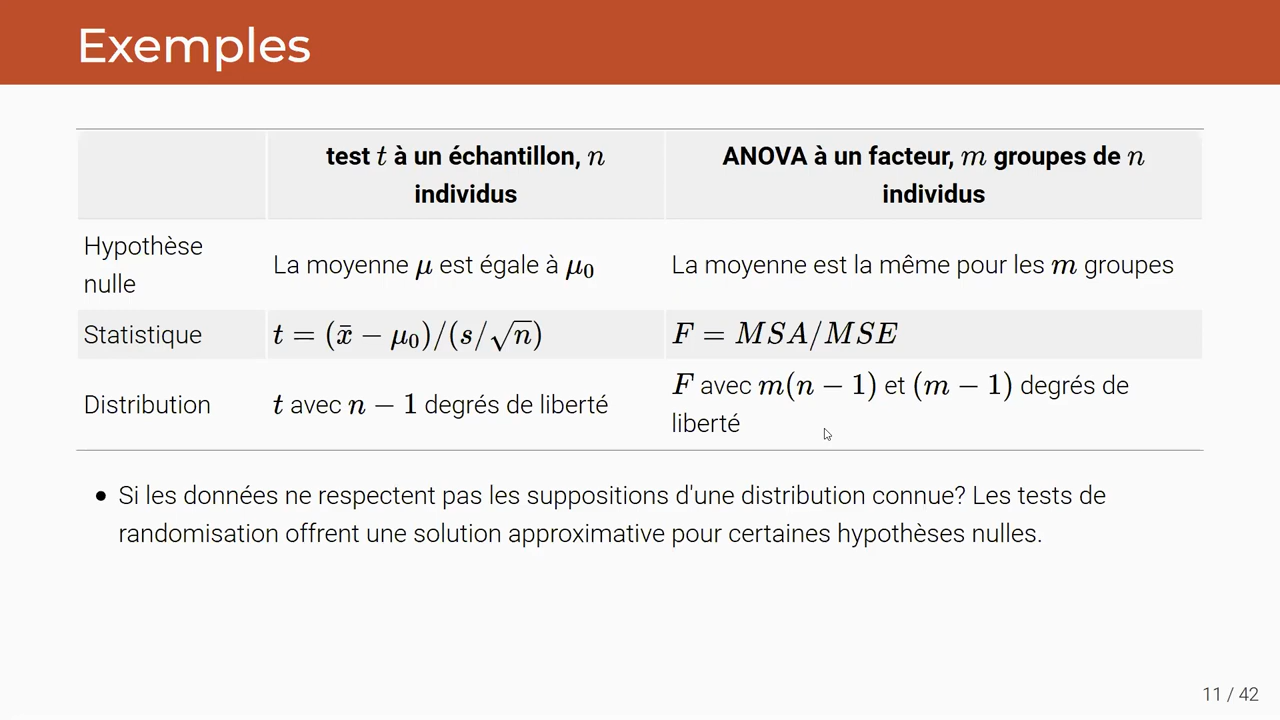 Exemples
test t à un échantillon, n
individus
ANOVA à un facteur, m groupes de n
individus
Hypothèse
nulle
La moyenne μ est égale à μ₀
La moyenne est la même pour les m groupes
Statistique
t = (x̄ − μ₀)/(s/√n)
F = MSA/MSE
Distribution
t avec n − 1 degrés de liberté
F avec m(n − 1) et (m − 1) degrés de
liberté
• Si les données ne respectent pas les suppositions d'une distribution connue? Les tests de
randomisation offrent une solution approximative pour certaines hypothèses nulles.
11 / 42